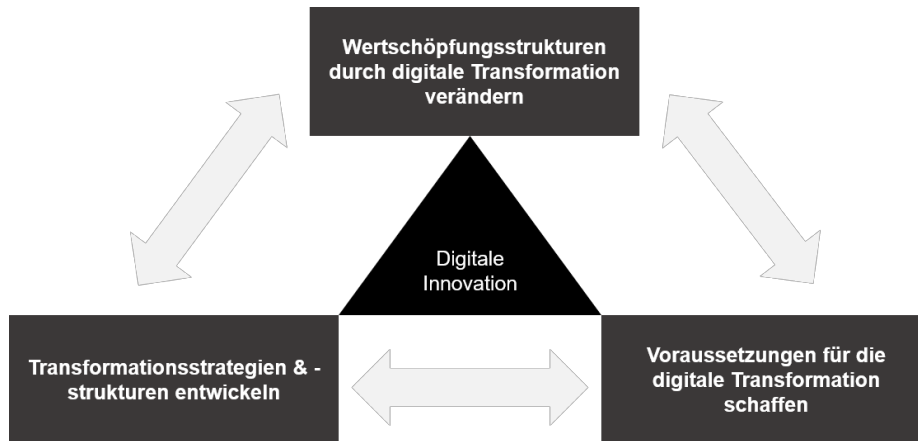 Wertschöpfungsstrukturen
durch digitale Transformation
verändern
Digitale
Innovation
Transformationsstrategien & -
strukturen entwickeln
Voraussetzungen für die
digitale Transformation
schaffen